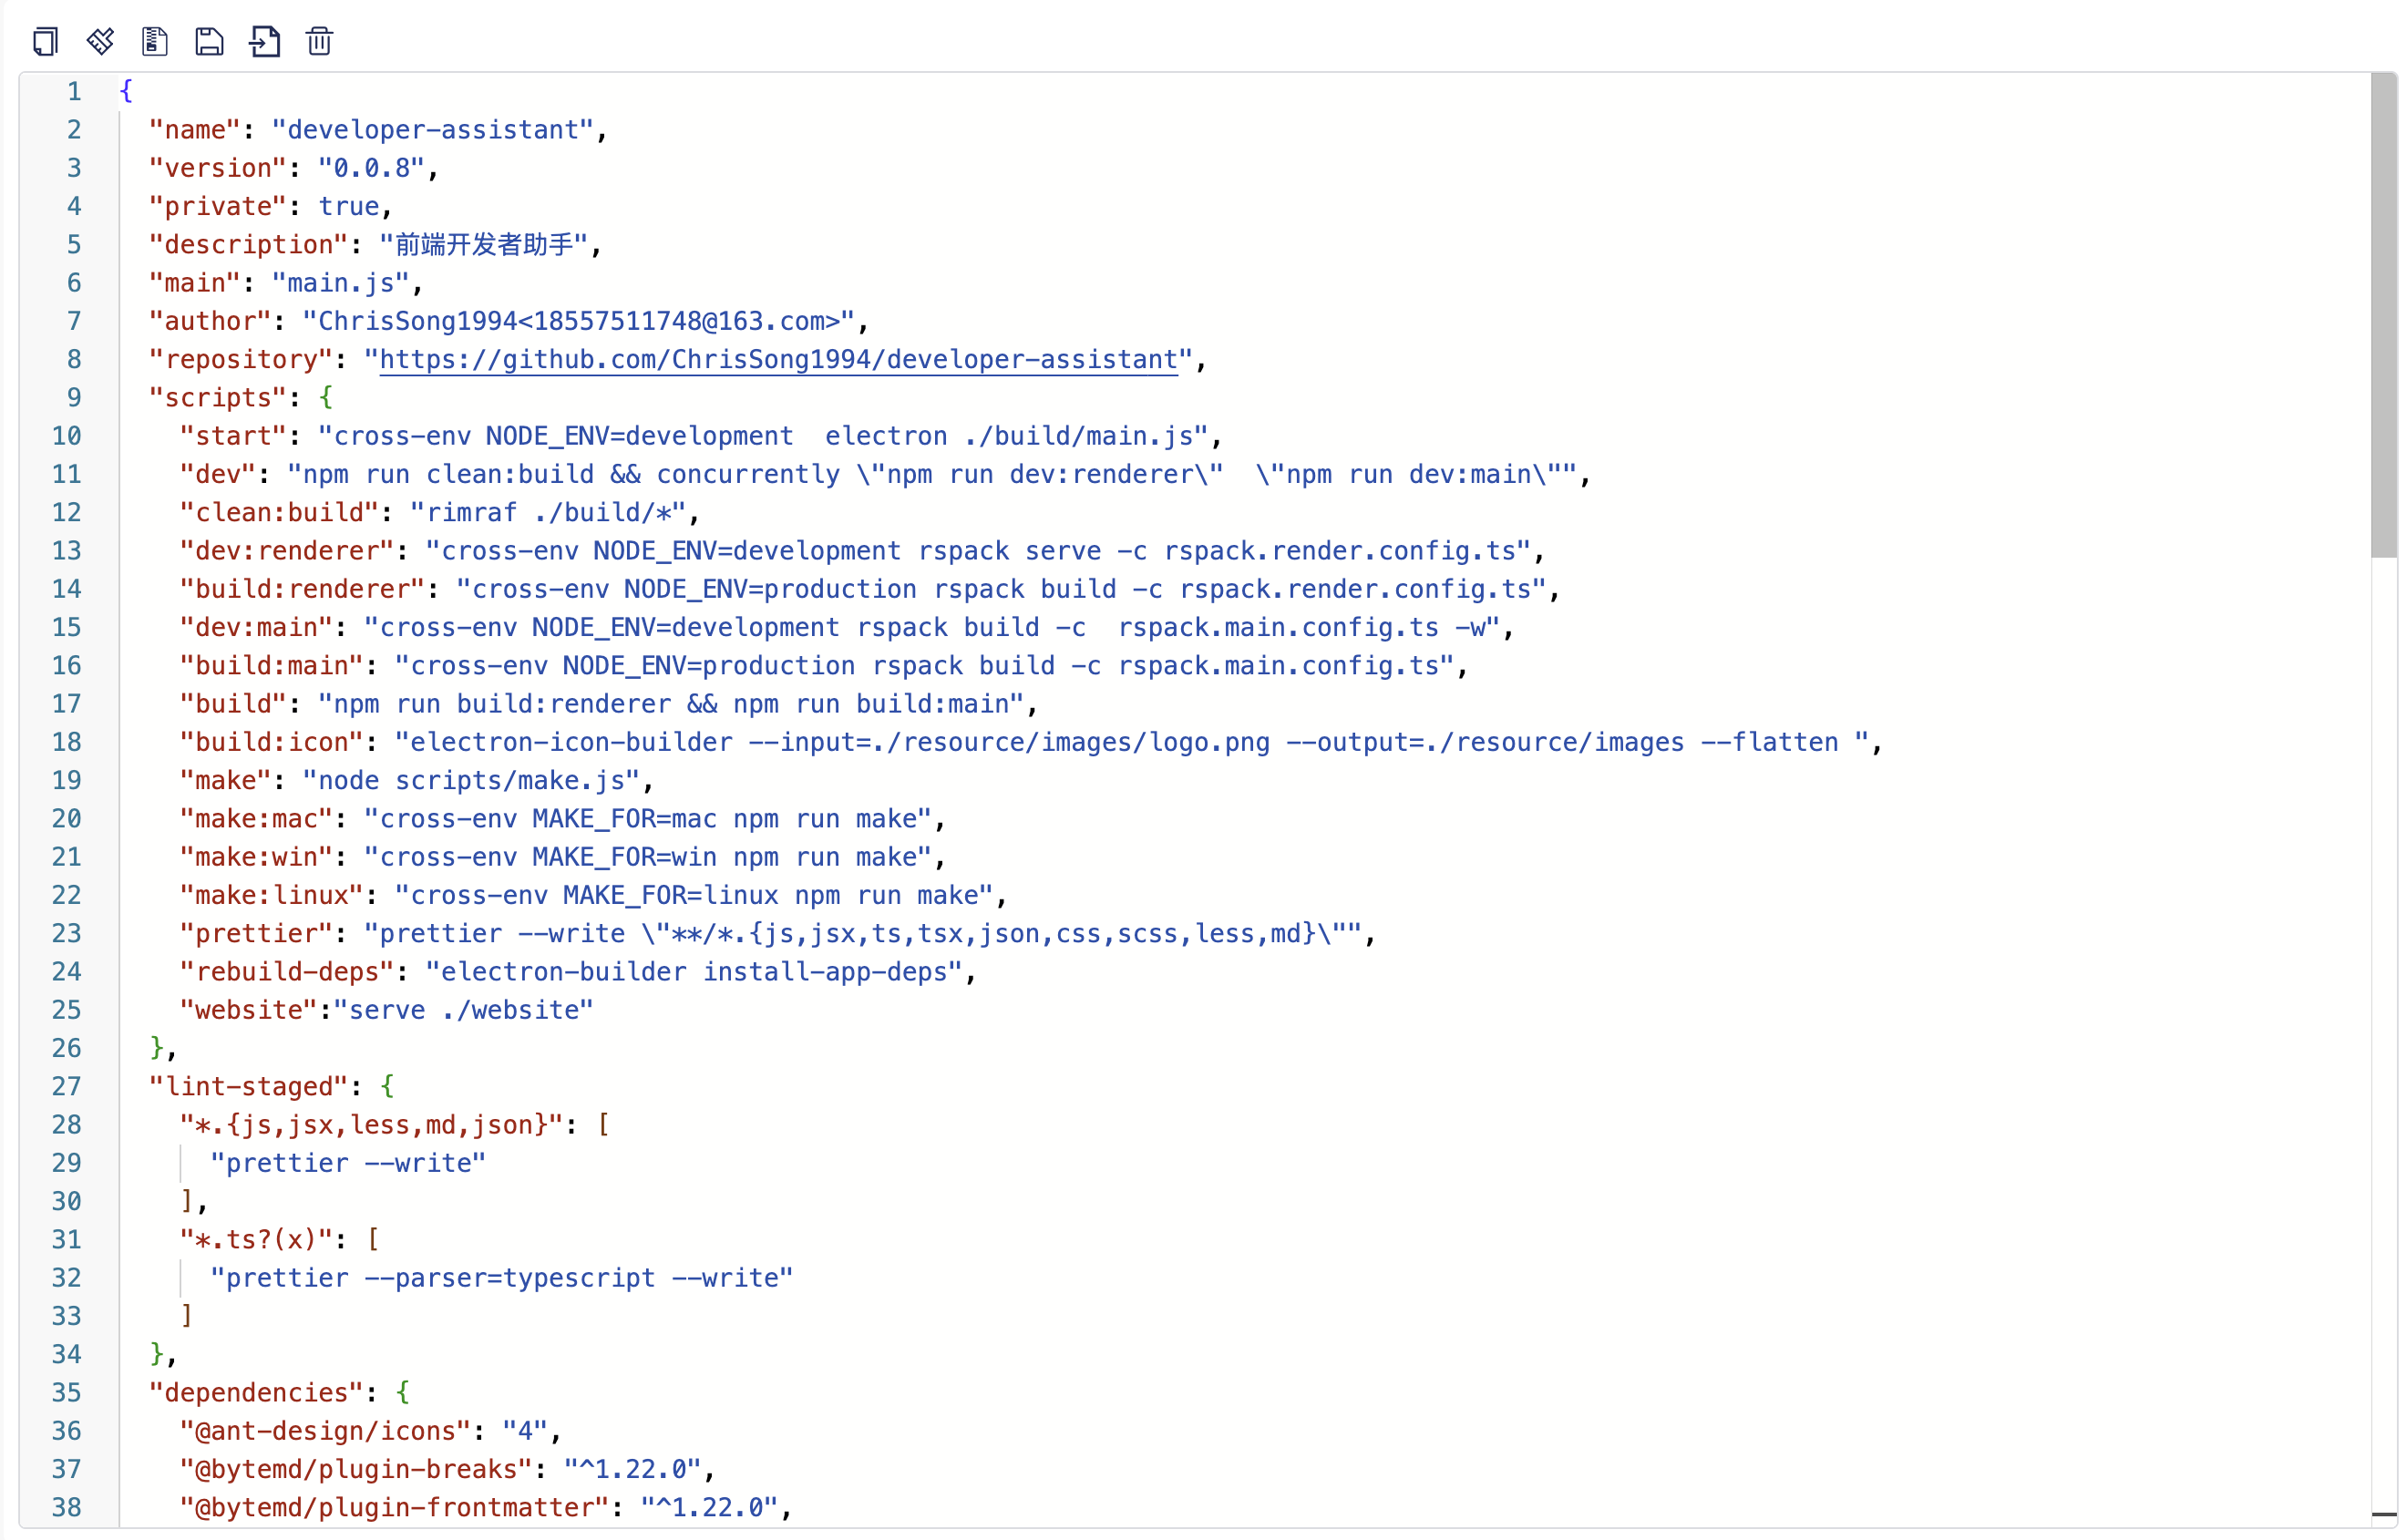 1 {
2 "name": "developer-assistant",
3 "version": "0.0.8",
4 "private": true,
5 "description": "前端开发者助手",
6 "main": "main.js",
7 "author": "ChrisSong1994<18557511748@163.com>",
8 "repository": "https://github.com/ChrisSong1994/developer-assistant",
9 "scripts": {
10 "start": "cross-env NODE_ENV=development  electron ./build/main.js",
11 "dev": "npm run clean:build && concurrently \"npm run dev:renderer\"  \"npm run dev:main\"",
12 "clean:build": "rimraf ./build/*",
13 "dev:renderer": "cross-env NODE_ENV=development rspack serve -c rspack.render.config.ts",
14 "build:renderer": "cross-env NODE_ENV=production rspack build -c rspack.render.config.ts",
15 "dev:main": "cross-env NODE_ENV=development rspack build -c  rspack.main.config.ts -w",
16 "build:main": "cross-env NODE_ENV=production rspack build -c rspack.main.config.ts",
17 "build": "npm run build:renderer && npm run build:main",
18 "build:icon": "electron-icon-builder --input=./resource/images/logo.png --output=./resource/images --flatten ",
19 "make": "node scripts/make.js",
20 "make:mac": "cross-env MAKE_FOR=mac npm run make",
21 "make:win": "cross-env MAKE_FOR=win npm run make",
22 "make:linux": "cross-env MAKE_FOR=linux npm run make",
23 "prettier": "prettier --write \"**/*.{js,jsx,ts,tsx,json,css,scss,less,md}\"",
24 "rebuild-deps": "electron-builder install-app-deps",
25 "website":"serve ./website"
26 },
27 "lint-staged": {
28 "*.{js,jsx,less,md,json}": [
29 "prettier --write"
30 ],
31 "*.ts?(x)": [
32 "prettier --parser=typescript --write"
33 ]
34 },
35 "dependencies": {
36 "@ant-design/icons": "4",
37 "@bytemd/plugin-breaks": "^1.22.0",
38 "@bytemd/plugin-frontmatter": "^1.22.0",